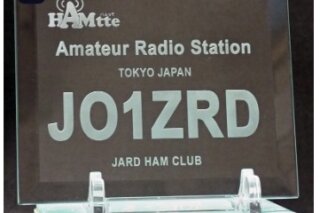 HAMtte
Amateur Radio Station
TOKYO JAPAN
JO1ZRD
JARD HAM CLUB